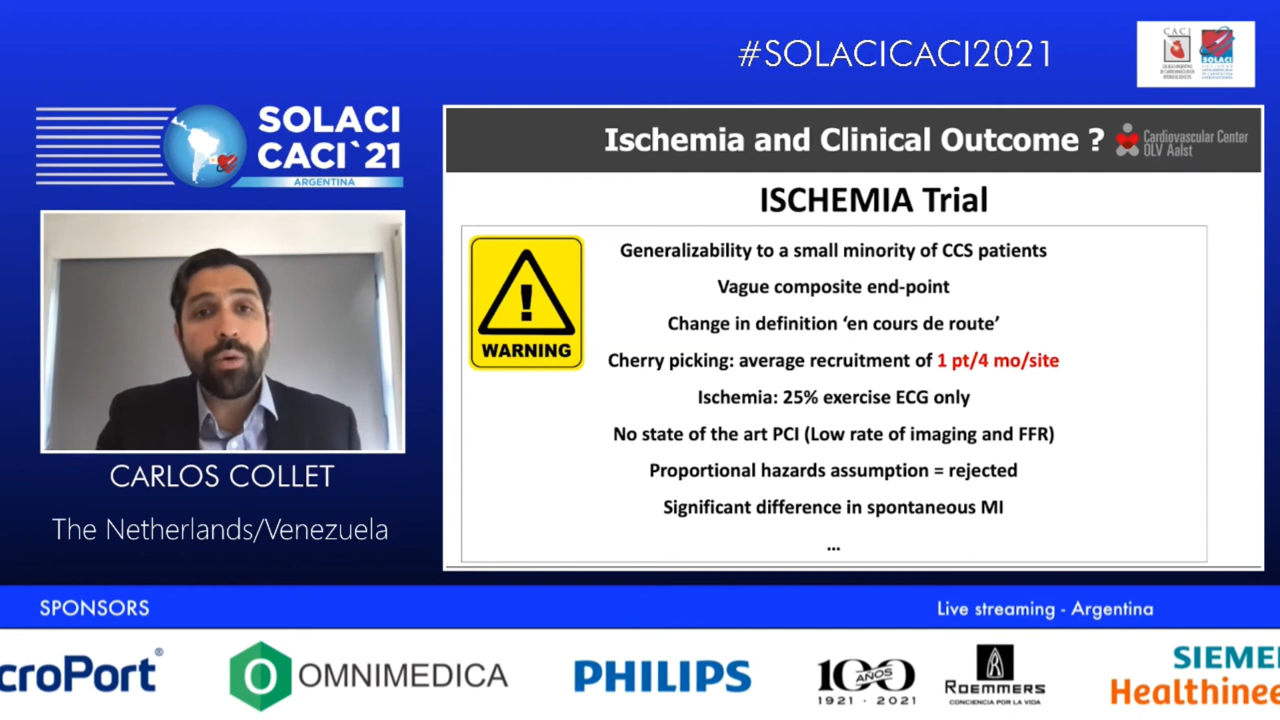 #SOLACICACI2021
CACI
SOLACI
SOLACI
CACI`21
ARGENTINA
CARLOS COLLET
The Netherlands/Venezuela
Ischemia and Clinical Outcome ?
Cardiovascular Center
OLV Aalst
ISCHEMIA Trial
WARNING
Generalizability to a small minority of CCS patients
Vague composite end-point
Change in definition ‘en cours de route’
Cherry picking: average recruitment of 1 pt/4 mo/site
Ischemia: 25% exercise ECG only
No state of the art PCI (Low rate of imaging and FFR)
Proportional hazards assumption = rejected
Significant difference in spontaneous MI
...
SPONSORS
Live streaming - Argentina
croPort®
OMNIMEDICA
PHILIPS
100 AÑOS
1921 · 2021
ROEMMERS
CONCIENCIA POR LA VIDA
SIEME
Healthinee